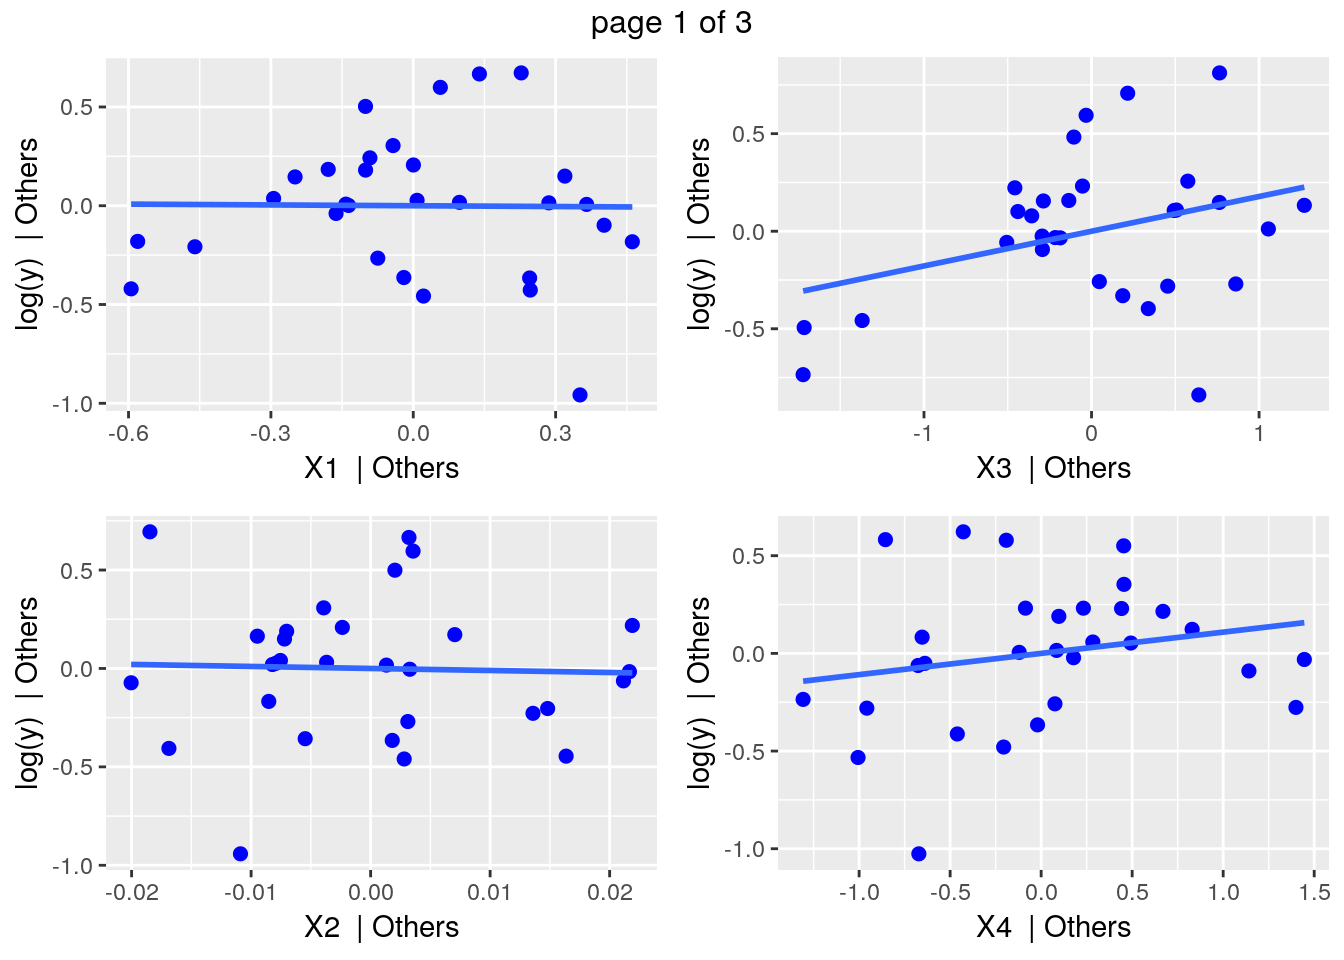 page 1 of 3
0.5
0.0
-0.5
-1.0
log(y) | Others
-0.6 -0.3 0.0 0.3
X1 | Others
0.5
0.0
-0.5
log(y) | Others
-1 0 1
X3 | Others
0.5
0.0
-0.5
-1.0
log(y) | Others
-0.02 -0.01 0.00 0.01 0.02
X2 | Others
0.5
0.0
-0.5
-1.0
log(y) | Others
-1.0 -0.5 0.0 0.5 1.0 1.5
X4 | Others